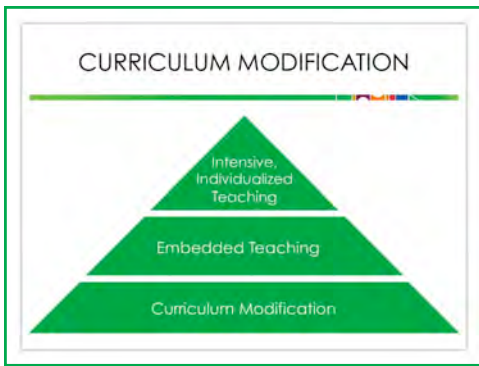 CURRICULUM MODIFICATION
Intensive,
Individualized
Teaching
Embedded Teaching
Curriculum Modification